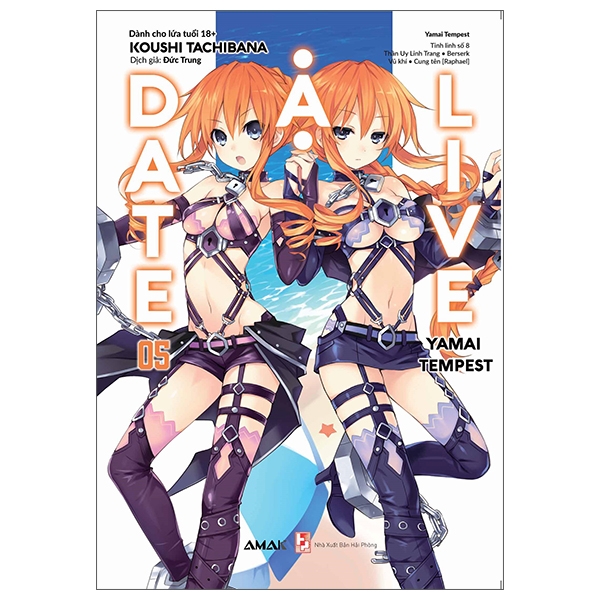 Dành cho lứa tuổi 18+
KOUSHI TACHIBANA
Dịch giả: Đức Trung
Yamai Tempest
Tinh linh số 8
Thần Uy Linh Trang • Berserk
Vũ khí • Cung tên [Raphael]
DATE
A
LIVE
05
YAMAI
TEMPEST
AMAK
Nhà Xuất Bản Hải Phòng